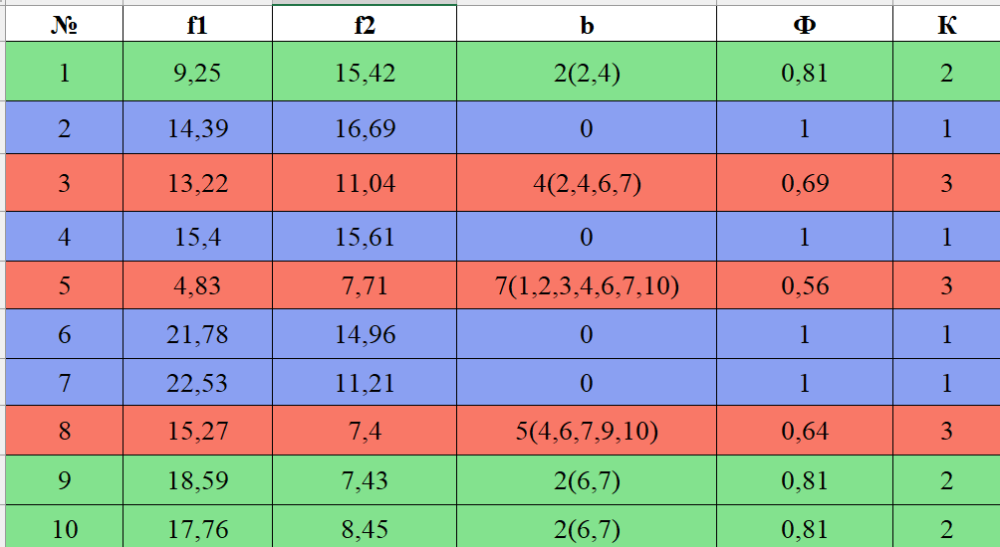 № f1 f2 b Ф К
1 9,25 15,42 2(2,4) 0,81 2
2 14,39 16,69 0 1 1
3 13,22 11,04 4(2,4,6,7) 0,69 3
4 15,4 15,61 0 1 1
5 4,83 7,71 7(1,2,3,4,6,7,10) 0,56 3
6 21,78 14,96 0 1 1
7 22,53 11,21 0 1 1
8 15,27 7,4 5(4,6,7,9,10) 0,64 3
9 18,59 7,43 2(6,7) 0,81 2
10 17,76 8,45 2(6,7) 0,81 2